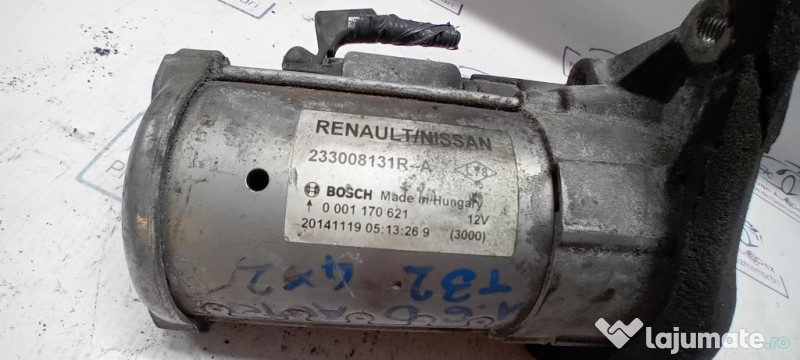 RENAULT/NISSAN
233008131R--A
BOSCH Made in Hungary
0 001 170 621 12V
20141119 05:13:26 9 (3000)
T32 4x2
lajumate.ro